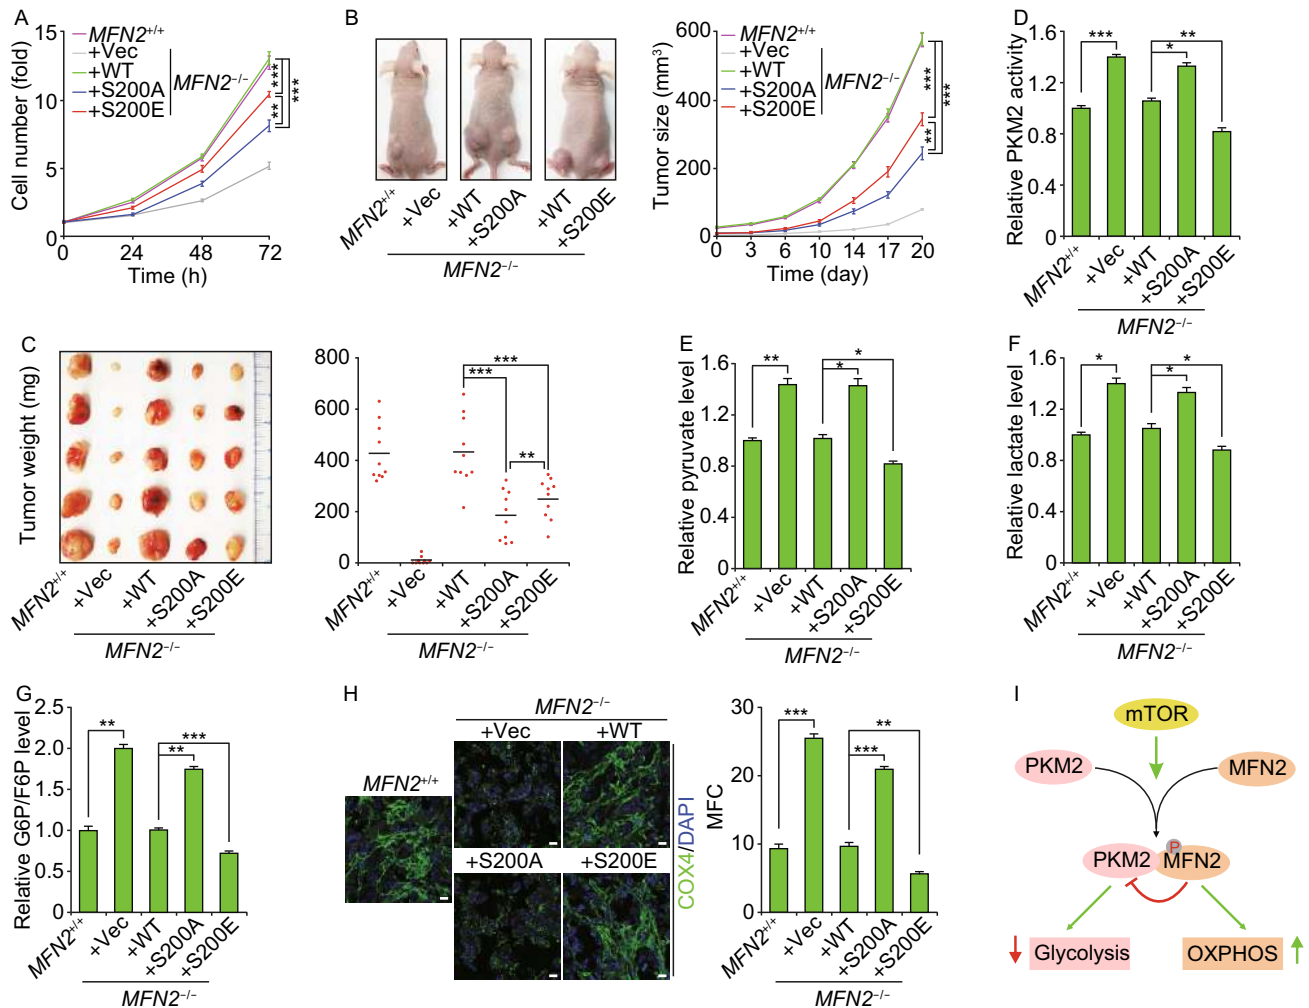 A
Cell number (fold)
15
10
5
0
MFN2+/+
+Vec
+WT
+S200A
+S200E
MFN2−/−
***
**
***
0 24 48 72
Time (h)
B
MFN2+/+
+Vec
+WT
+S200A
+WT
+S200E
MFN2−/−
Tumor size (mm3)
600
400
200
0
MFN2+/+
+Vec
+WT
+S200A
+S200E
MFN2−/−
***
**
***
0 3 6 10 14 17 20
Time (day)
D
Relative PKM2 activity
1.6
1.2
0.8
0.4
0
***
*
**
MFN2+/+
+Vec
+WT
+S200A
+S200E
MFN2−/−
C
Tumor weight (mg)
MFN2+/+
+Vec
+WT
+S200A
+S200E
MFN2−/−
800
600
400
200
0
***
***
**
MFN2+/+
+Vec
+WT
+S200A
+S200E
MFN2−/−
E
Relative pyruvate level
1.6
1.2
0.8
0.4
0
**
*
*
MFN2+/+
+Vec
+WT
+S200A
+S200E
MFN2−/−
F
Relative lactate level
1.6
1.2
0.8
0.4
0
*
*
*
MFN2+/+
+Vec
+WT
+S200A
+S200E
MFN2−/−
G
Relative G6P/F6P level
2.5
2.0
1.5
1.0
0.5
0
**
**
***
MFN2+/+
+Vec
+WT
+S200A
+S200E
MFN2−/−
H
MFN2−/−
+Vec +WT
MFN2+/+
+S200A +S200E
COX4/DAPI
MFC
30
20
10
0
***
***
**
MFN2+/+
+Vec
+WT
+S200A
+S200E
MFN2−/−
I
mTOR
PKM2 MFN2
P
PKM2 MFN2
Glycolysis OXPHOS